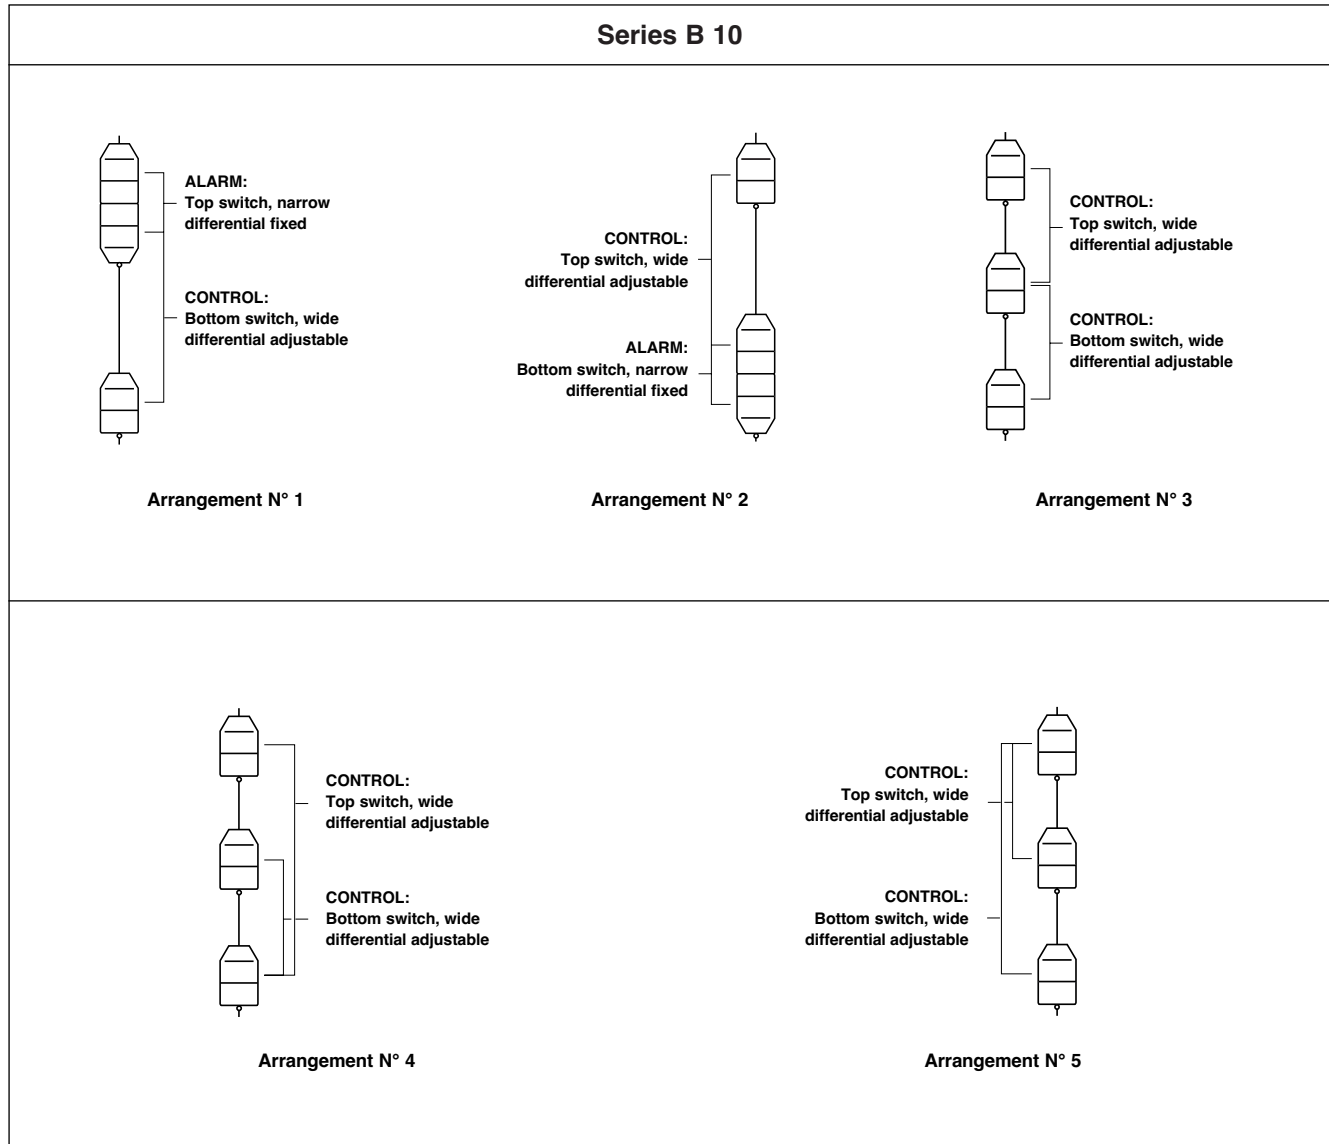 Series B 10
ALARM:
Top switch, narrow
differential fixed
CONTROL:
Bottom switch, wide
differential adjustable
Arrangement N° 1
CONTROL:
Top switch, wide
differential adjustable
ALARM:
Bottom switch, narrow
differential fixed
Arrangement N° 2
CONTROL:
Top switch, wide
differential adjustable
CONTROL:
Bottom switch, wide
differential adjustable
Arrangement N° 3
CONTROL:
Top switch, wide
differential adjustable
CONTROL:
Bottom switch, wide
differential adjustable
Arrangement N° 4
CONTROL:
Top switch, wide
differential adjustable
CONTROL:
Bottom switch, wide
differential adjustable
Arrangement N° 5